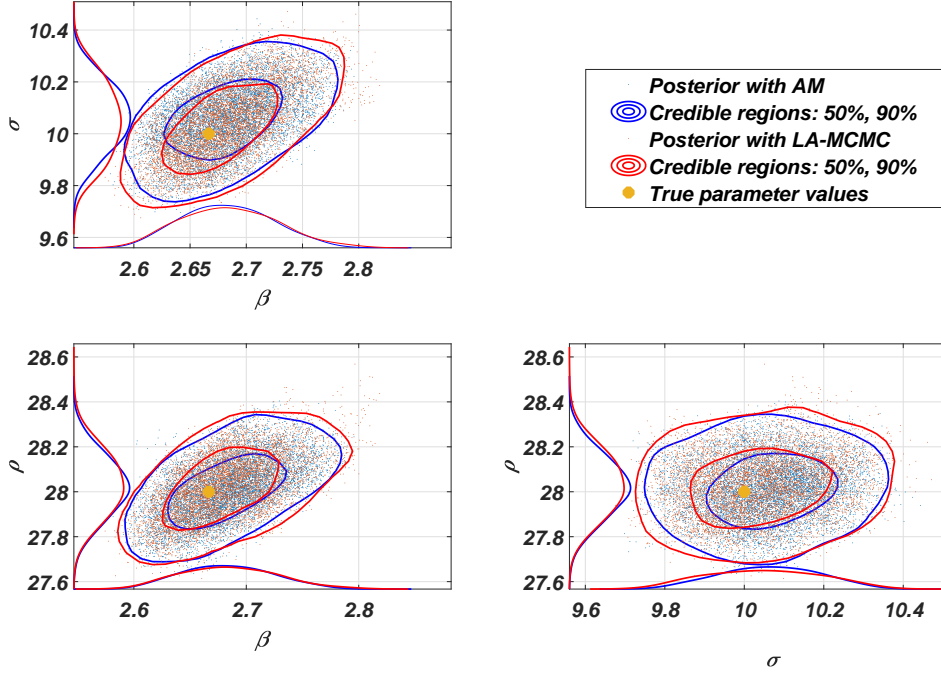 10.4
10.2
10
9.8
9.6
σ
2.6 2.65 2.7 2.75 2.8
β
Posterior with AM
Credible regions: 50%, 90%
Posterior with LA-MCMC
Credible regions: 50%, 90%
True parameter values
28.6
28.4
28.2
28
27.8
27.6
ρ
2.6 2.7 2.8
β
28.6
28.4
28.2
28
27.8
27.6
ρ
9.6 9.8 10 10.2 10.4
σ